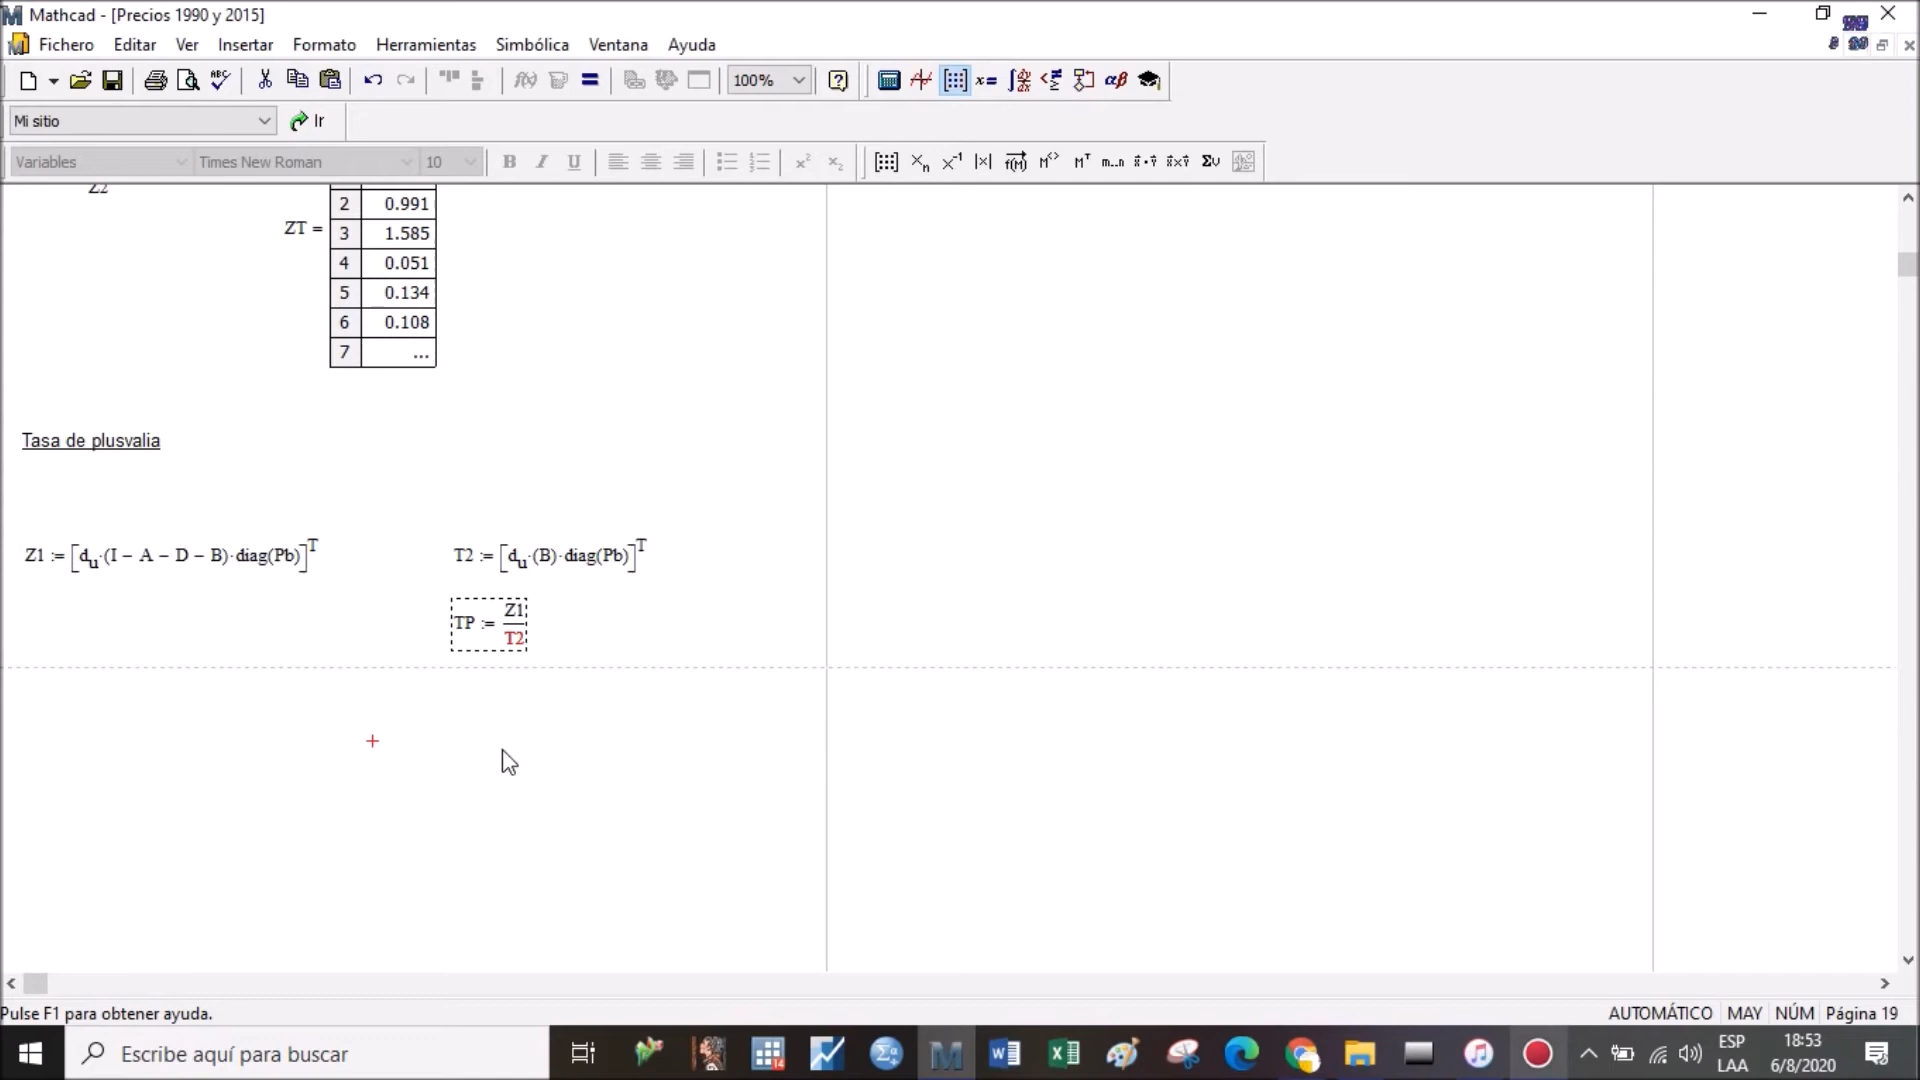 Mathcad - [Precios 1990 y 2015]
Fichero Editar Ver Insertar Formato Herramientas Simbólica Ventana Ayuda
100%
Mi sitio Ir
Variables Times New Roman 10
Z2
2 0.991
ZT =
3 1.585
4 0.051
5 0.134
6 0.108
7 ...
Tasa de plusvalia
Z1 := [d_u·(I − A − D − B)·diag(Pb)]^T T2 := [d_u·(B)·diag(Pb)]^T
TP := Z1
T2
Pulse F1 para obtener ayuda. AUTOMÁTICO MAY NÚM Página 19
Escribe aquí para buscar
ESP 18:53
LAA 6/8/2020